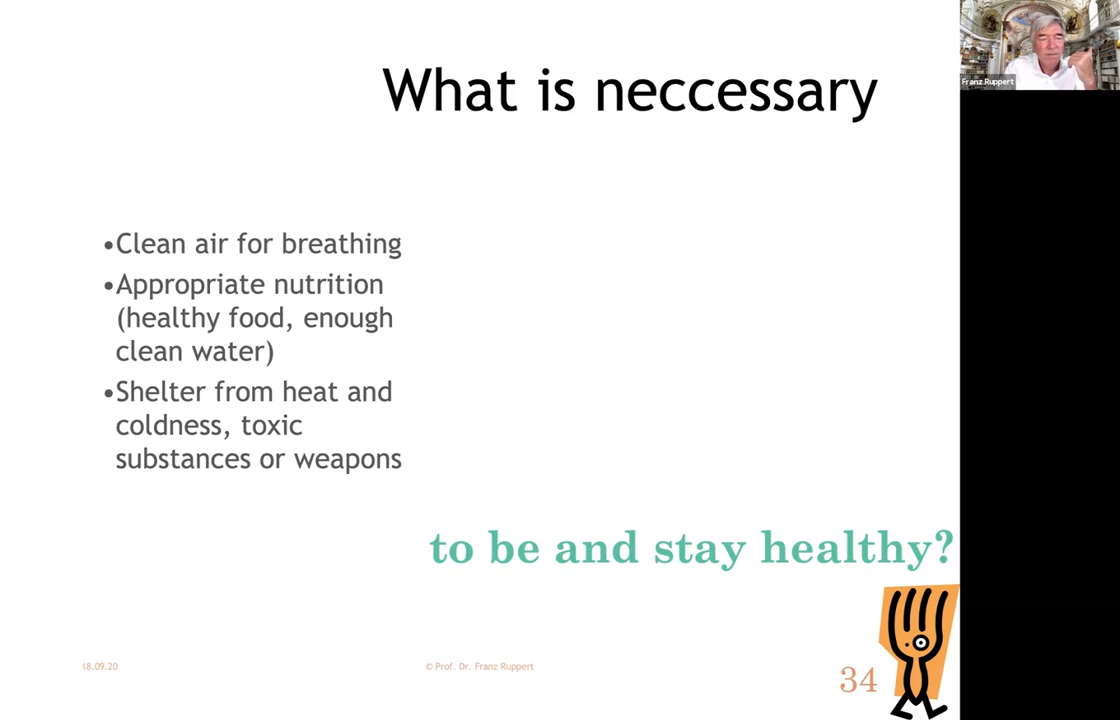 What is neccessary
•Clean air for breathing
•Appropriate nutrition
(healthy food, enough
clean water)
•Shelter from heat and
coldness, toxic
substances or weapons
to be and stay healthy?
18.09.20
© Prof. Dr. Franz Ruppert
34
Franz Ruppert